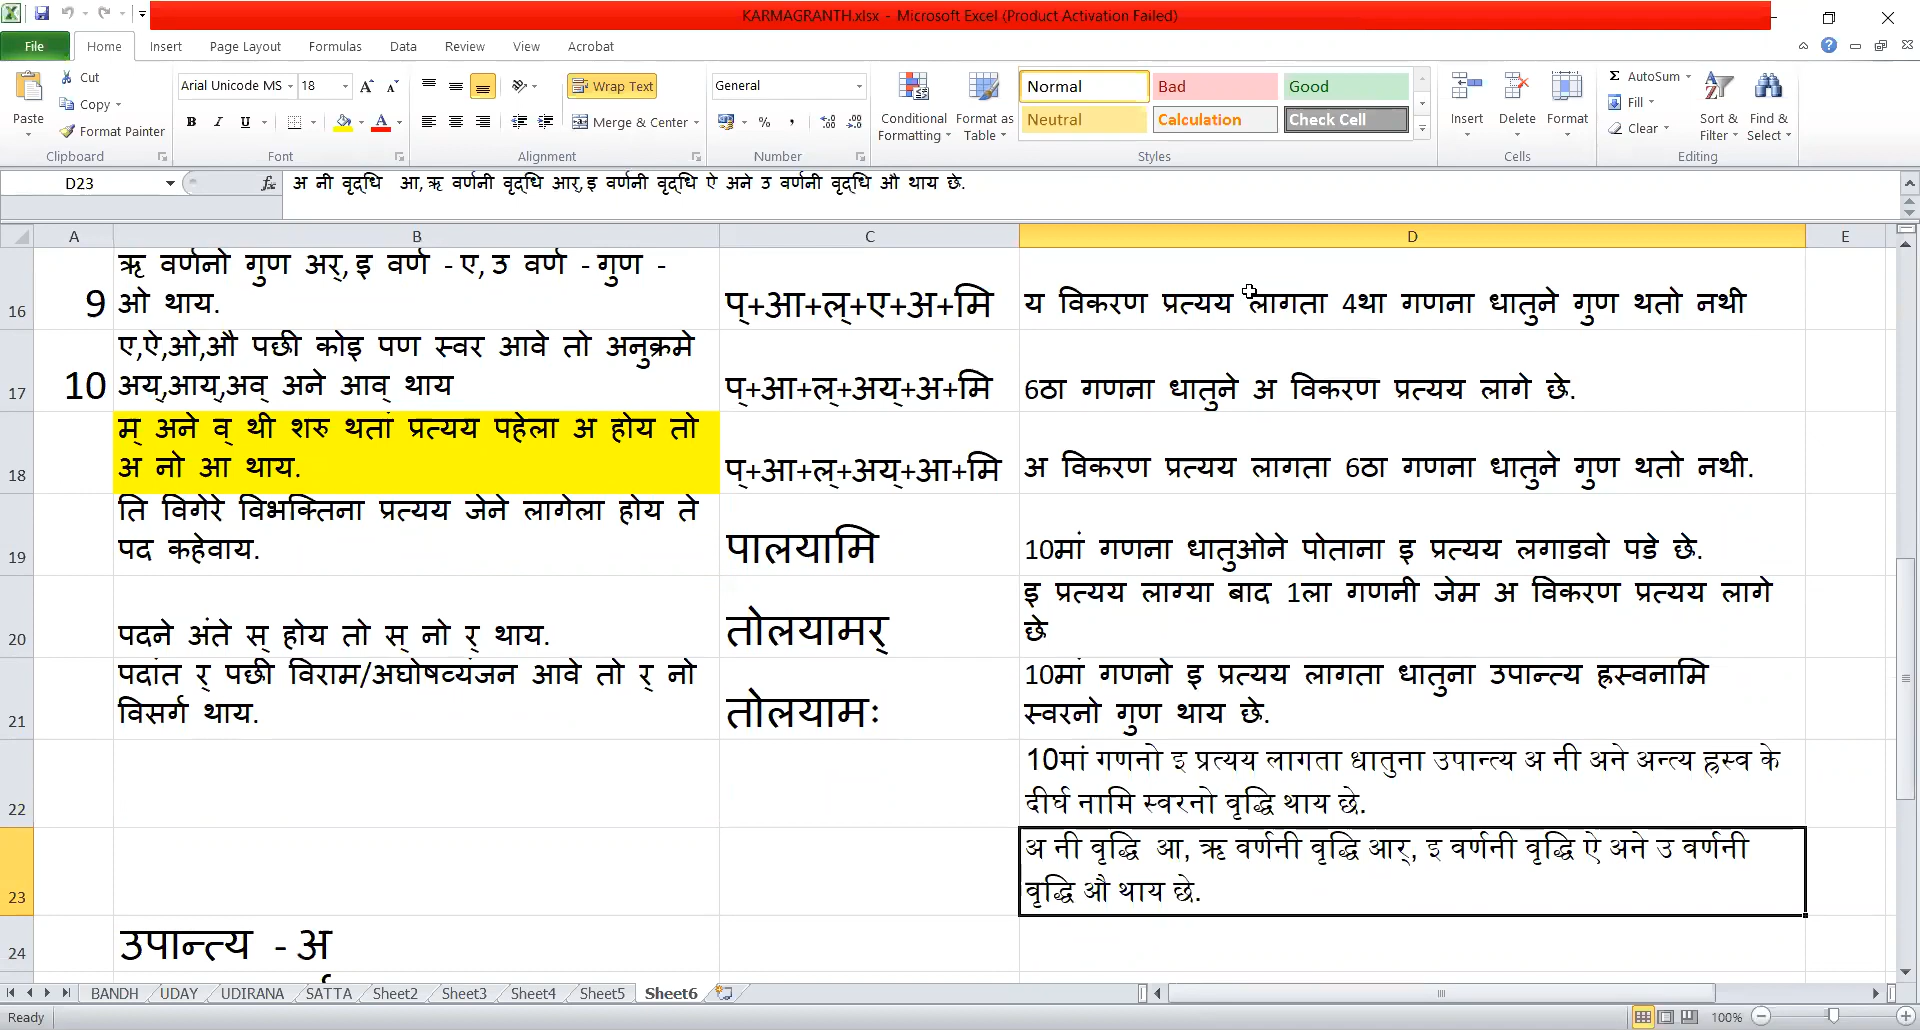 KARMAGRANTH.xlsx - Microsoft Excel (Product Activation Failed)
File Home Insert Page Layout Formulas Data Review View Acrobat
Paste Cut Copy Format Painter
Arial Unicode MS 18
B I U
Wrap Text
Merge & Center
General
Conditional Formatting Format as Table
Normal Bad Good
Neutral Calculation Check Cell
Insert Delete Format
AutoSum Fill Clear
Sort & Filter Find & Select
Clipboard Font Alignment Number Styles Cells Editing
D23 fx अ नी वृद्धि आ,ऋ वर्णनी वृद्धि आर्,इ वर्णनी वृद्धि ऐ अने उ वर्णनी वृद्धि औ थाय छे.
A B C D E
16 9 ऋ वर्णनो गुण अर्,इ वर्ण - ए,उ वर्ण - गुण -
ओ थाय. प्+आ+ल्+ए+अ+मि य विकरण प्रत्यय लागता 4था गणना धातुने गुण थतो नथी
17 10 ए,ऐ,ओ,औ पछी कोइ पण स्वर आवे तो अनुक्रमे
अय्,आय्,अव् अने आव् थाय प्+आ+ल्+अय्+अ+मि 6ठा गणना धातुने अ विकरण प्रत्यय लागे छे.
18 म् अने व् थी शरु थतां प्रत्यय पहेला अ होय तो
अ नो आ थाय. प्+आ+ल्+अय्+आ+मि अ विकरण प्रत्यय लागता 6ठा गणना धातुने गुण थतो नथी.
19 ति विगेरे विभक्तिना प्रत्यय जेने लागेला होय ते
पद कहेवाय. पालयामि 10मां गणना धातुओने पोताना इ प्रत्यय लगाडवो पडे छे.
20 पदने अंते स् होय तो स् नो र् थाय. तोलयामर् इ प्रत्यय लाग्या बाद 1ला गणनी जेम अ विकरण प्रत्यय लागे
छे
21 पदांत र् पछी विराम/अघोषव्यंजन आवे तो र् नो
विसर्ग थाय. तोलयामः 10मां गणनो इ प्रत्यय लागता धातुना उपान्त्य ह्रस्वनामि
स्वरनो गुण थाय छे.
22 10मां गणनो इ प्रत्यय लागता धातुना उपान्त्य अ नी अने अन्त्य ह्रस्व के
दीर्घ नामि स्वरनो वृद्धि थाय छे.
23 अ नी वृद्धि आ, ऋ वर्णनी वृद्धि आर्, इ वर्णनी वृद्धि ऐ अने उ वर्णनी
वृद्धि औ थाय छे.
24 उपान्त्य - अ
BANDH UDAY UDIRANA SATTA Sheet2 Sheet3 Sheet4 Sheet5 Sheet6
Ready 100%